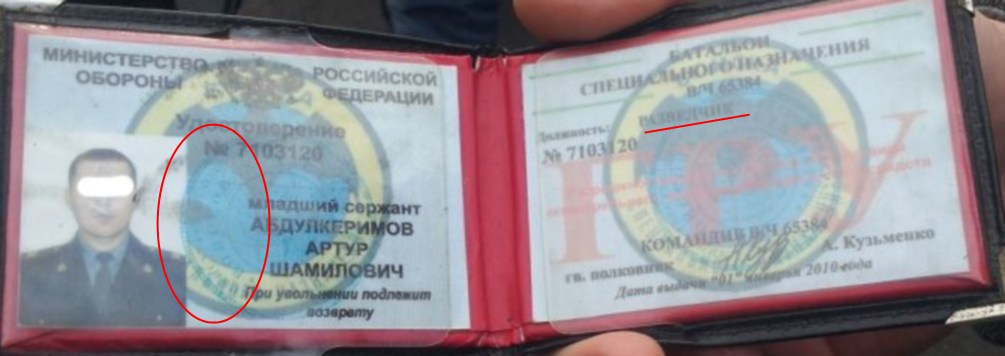 МИНИСТЕРСТВО РОССИЙСКОЙ
ОБОРОНЫ ФЕДЕРАЦИИ
Удостоверение
№ 7103120
младший сержант
АБДУЛКЕРИМОВ
АРТУР
ШАМИЛОВИЧ
При увольнении подлежит
возврату
БАТАЛЬОН
СПЕЦИАЛЬНОГО НАЗНАЧЕНИЯ
В/Ч 65384
Должность: РАЗВЕДЧИК
№ 7103120
ГРУ
КОМАНДИР В/Ч 65384
гв. полковник А. Кузьменко
Дата выдачи "01" января 2010 года